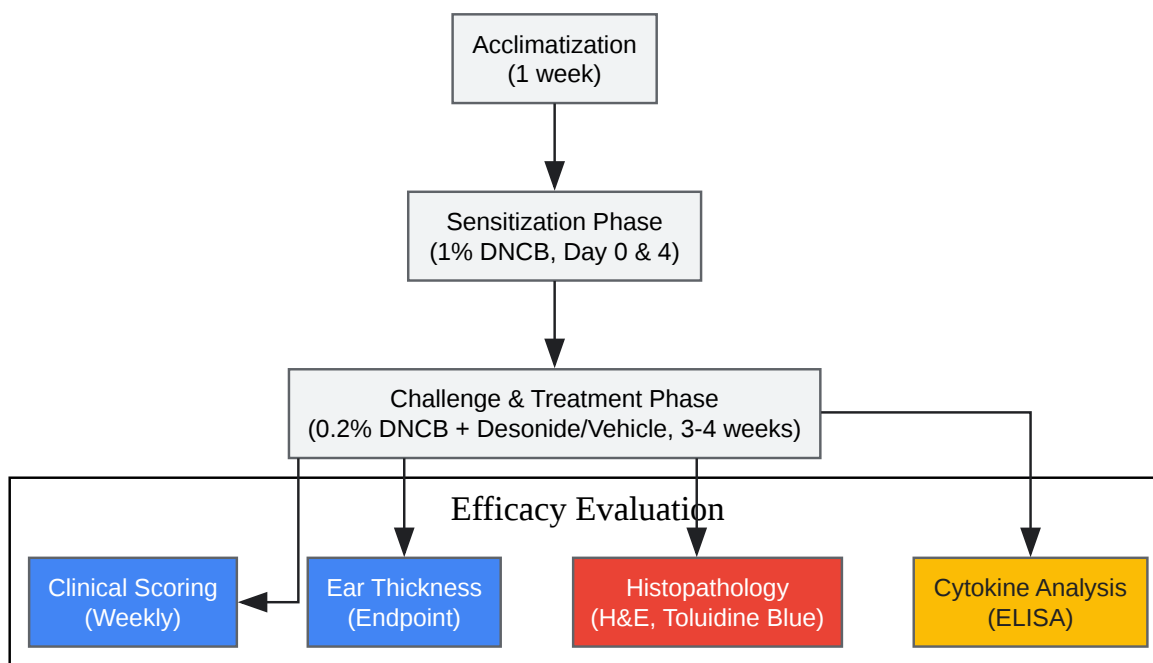 Acclimatization
(1 week)
Sensitization Phase
(1% DNCB, Day 0 & 4)
Challenge & Treatment Phase
(0.2% DNCB + Desonide/Vehicle, 3-4 weeks)
Efficacy Evaluation
Clinical Scoring
(Weekly)
Ear Thickness
(Endpoint)
Histopathology
(H&E, Toluidine Blue)
Cytokine Analysis
(ELISA)